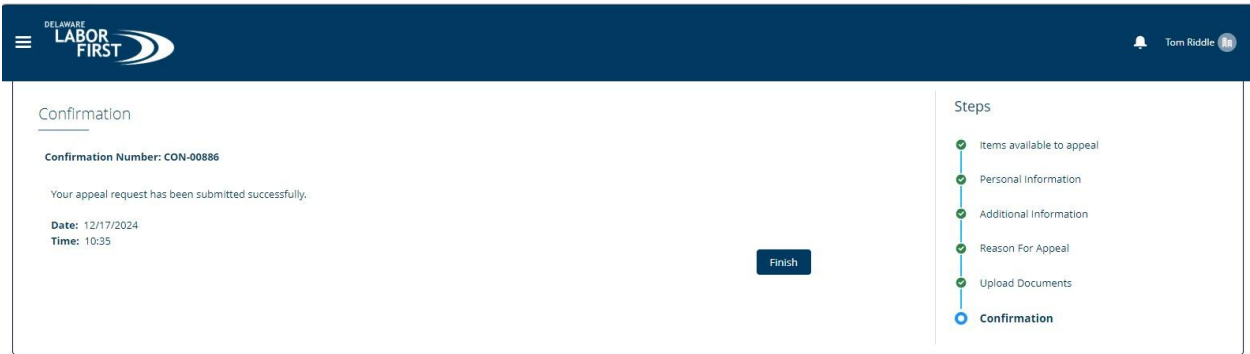 DELAWARE
LABOR
FIRST
Tom Riddle
Confirmation
Confirmation Number: CON-00886
Your appeal request has been submitted successfully.
Date: 12/17/2024
Time: 10:35
Finish
Steps
Items available to appeal
Personal Information
Additional Information
Reason For Appeal
Upload Documents
Confirmation